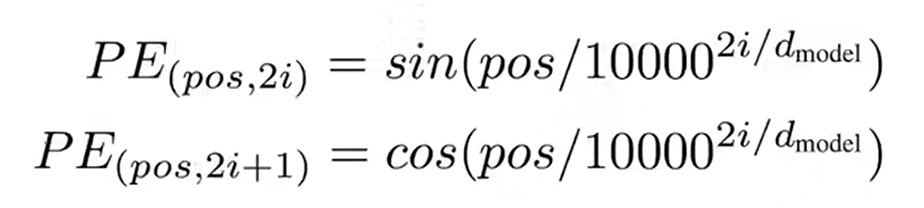 PE(pos,2i) = sin(pos/10000^2i/dmodel)
PE(pos,2i+1) = cos(pos/10000^2i/dmodel)